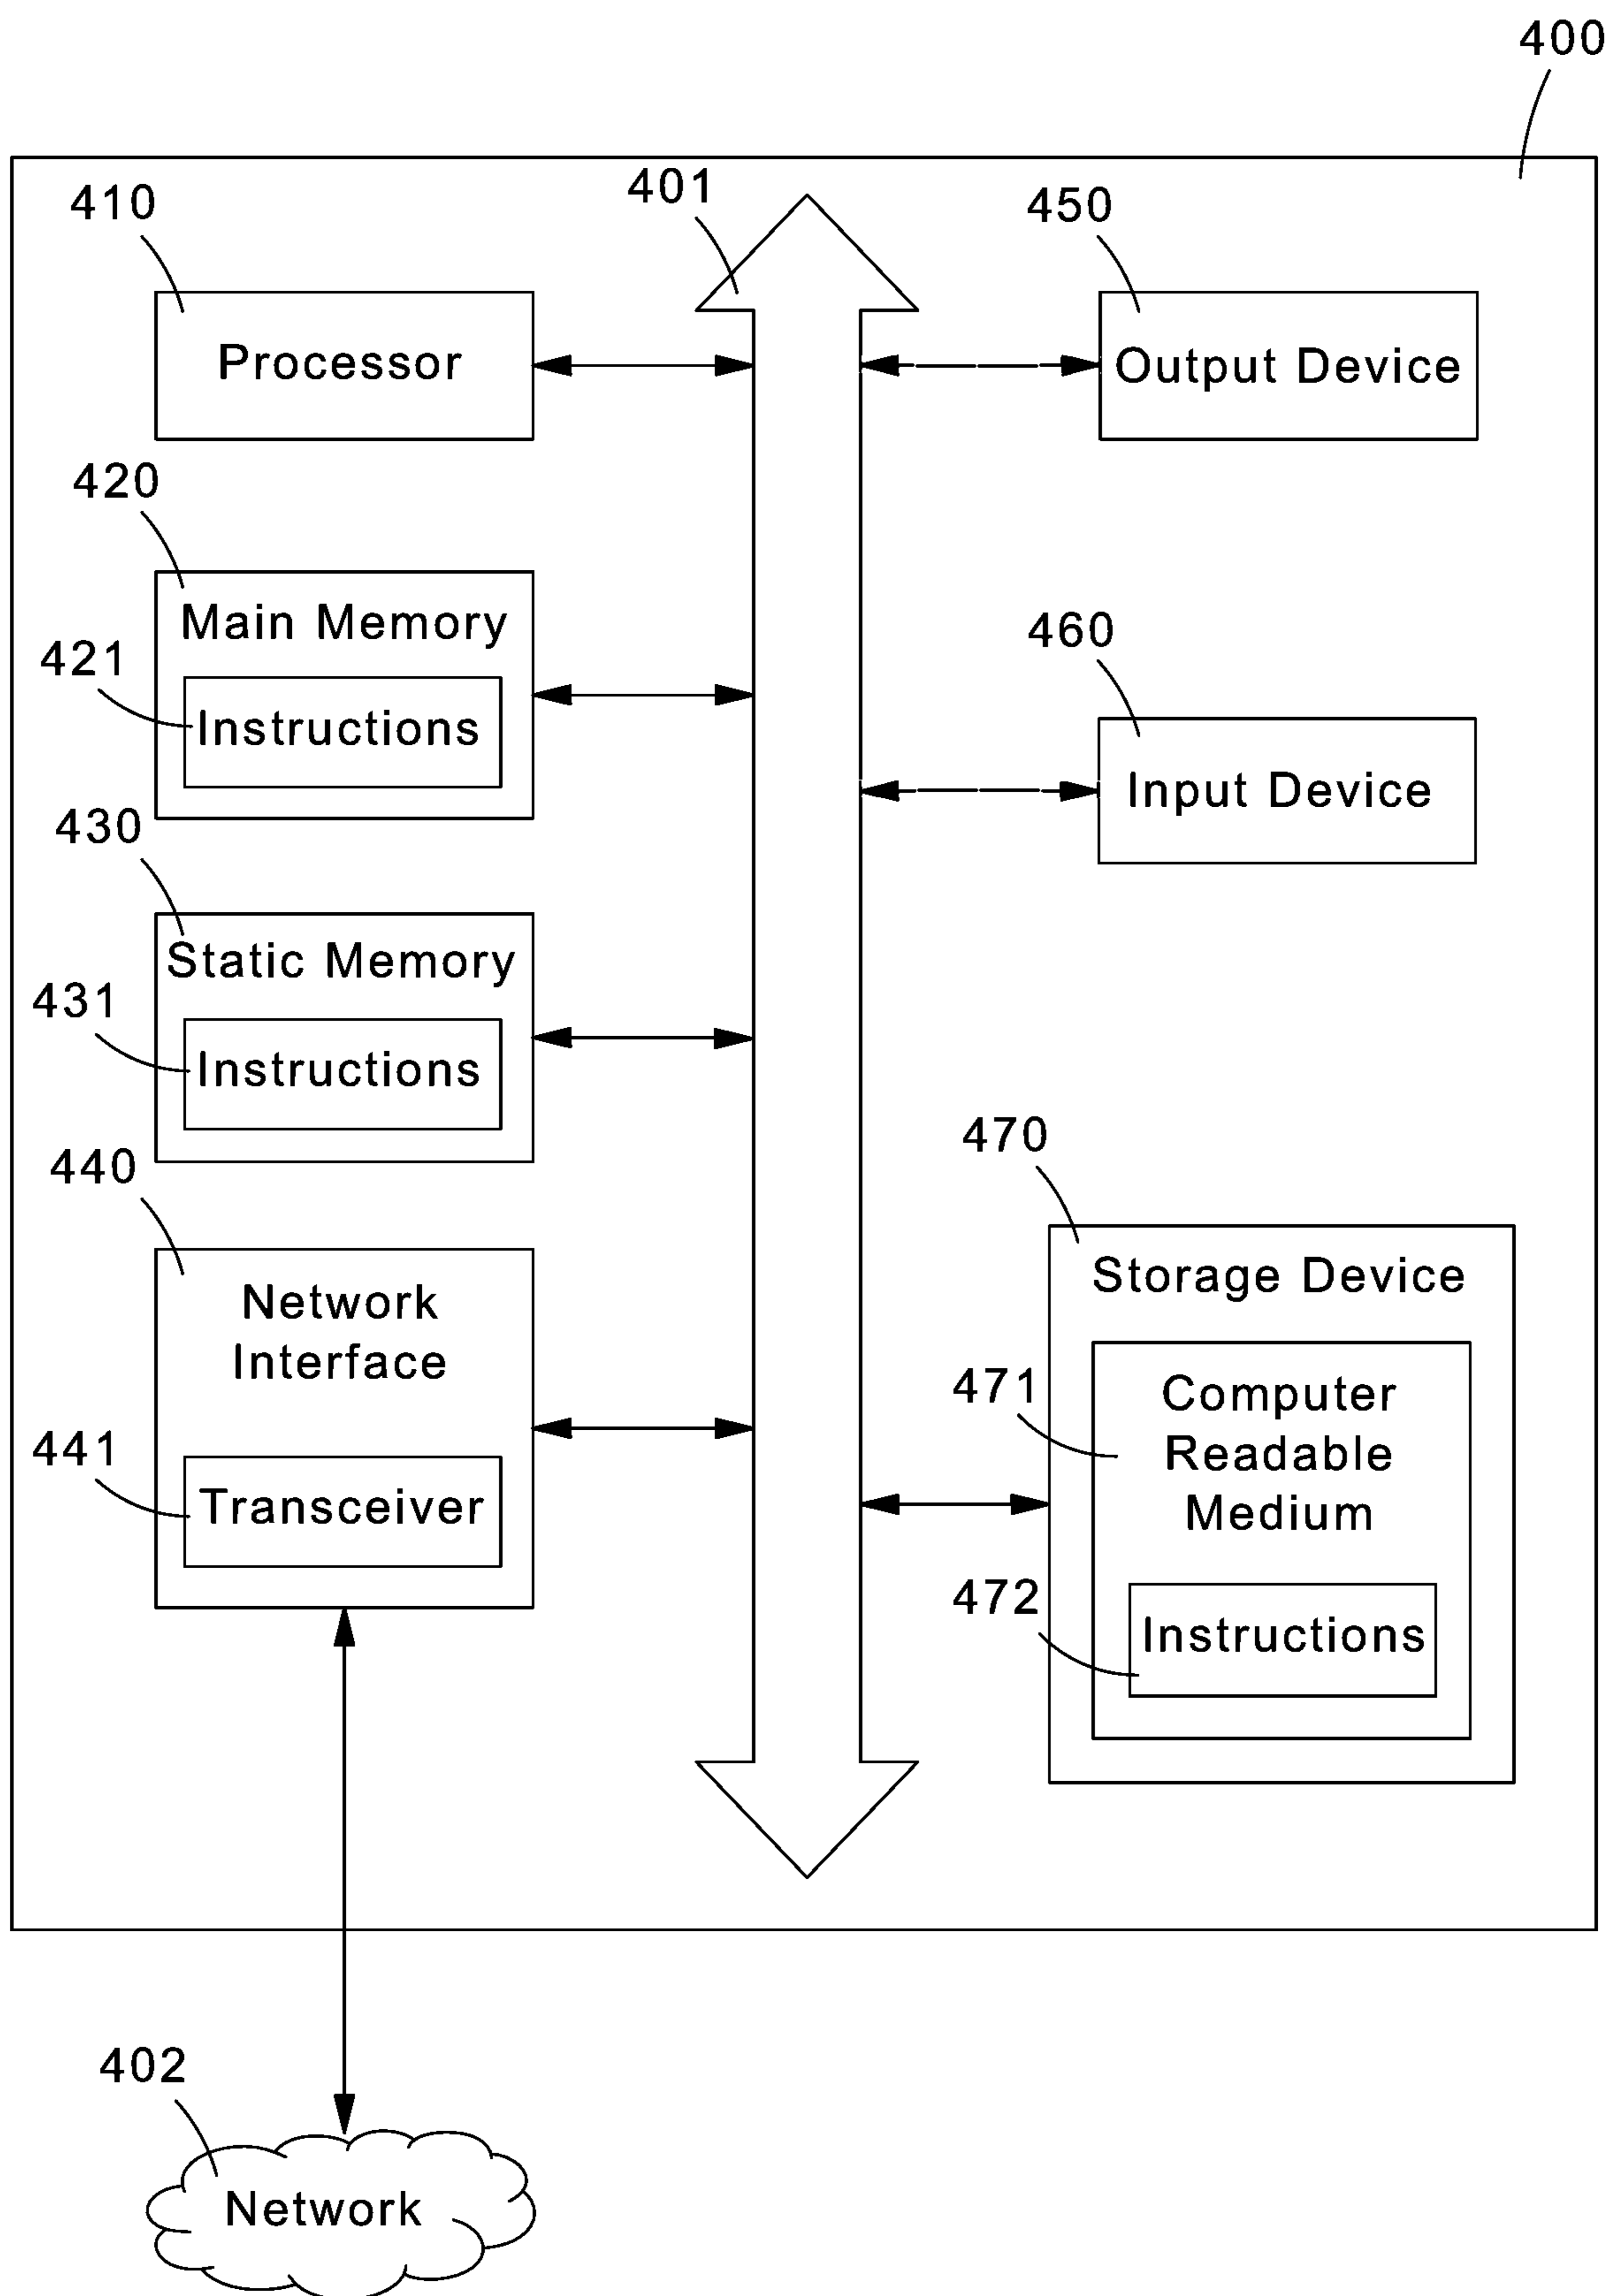 400
410
401
450
Processor
Output Device
420
Main Memory
421
Instructions
460
Input Device
430
Static Memory
431
Instructions
440
Network
Interface
441
Transceiver
470
Storage Device
471
Computer
Readable
Medium
472
Instructions
402
Network